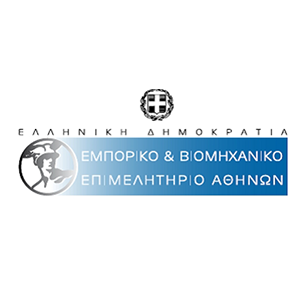 ΕΛΛΗΝΙΚΗ ΔΗΜΟΚΡΑΤΙΑ
ΕΜΠΟΡΙΚΟ & ΒΙΟΜΗΧΑΝΙΚΟ
ΕΠΙΜΕΛΗΤΗΡΙΟ ΑΘΗΝΩΝ